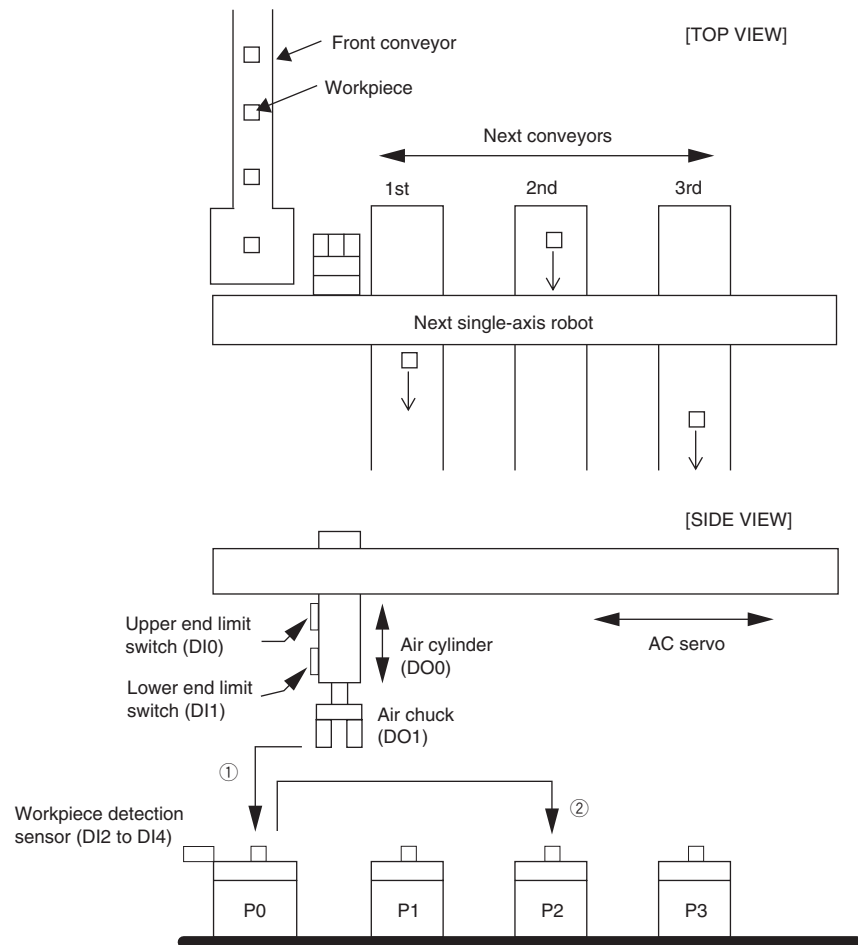 [TOP VIEW]
Front conveyor
Workpiece
Next conveyors
1st
2nd
3rd
Next single-axis robot
[SIDE VIEW]
Upper end limit
switch (DI0)
Air cylinder
(DO0)
AC servo
Lower end limit
switch (DI1)
Air chuck
(DO1)
①
②
Workpiece detection
sensor (DI2 to DI4)
P0
P1
P2
P3